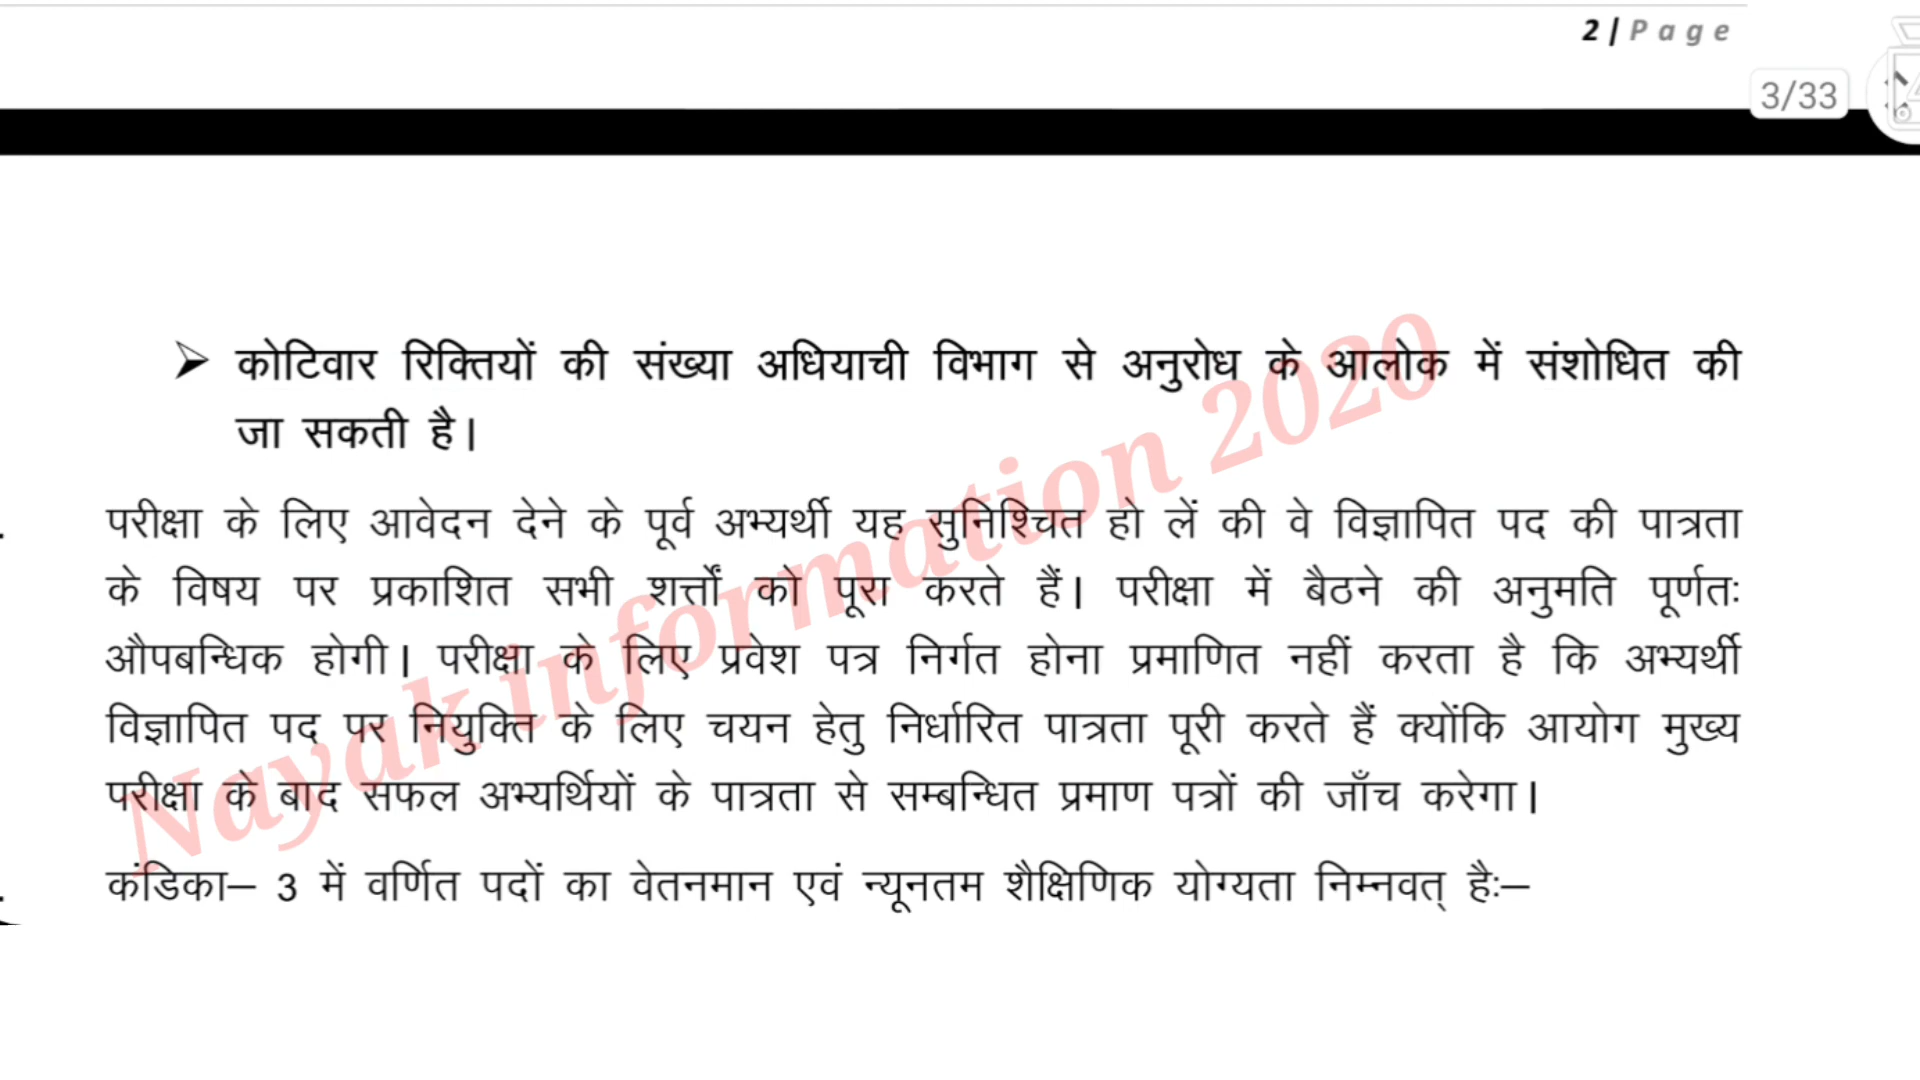 2 | P a g e
3/33
➢ कोटिवार रिक्तियों की संख्या अधियाची विभाग से अनुरोध के आलोक में संशोधित की
जा सकती है।
परीक्षा के लिए आवेदन देने के पूर्व अभ्यर्थी यह सुनिश्चित हो लें की वे विज्ञापित पद की पात्रता
के विषय पर प्रकाशित सभी शर्त्तों को पूरा करते हैं। परीक्षा में बैठने की अनुमति पूर्णतः
औपबन्धिक होगी। परीक्षा के लिए प्रवेश पत्र निर्गत होना प्रमाणित नहीं करता है कि अभ्यर्थी
विज्ञापित पद पर नियुक्ति के लिए चयन हेतु निर्धारित पात्रता पूरी करते हैं क्योंकि आयोग मुख्य
परीक्षा के बाद सफल अभ्यर्थियों के पात्रता से सम्बन्धित प्रमाण पत्रों की जाँच करेगा।
कंडिका– 3 में वर्णित पदों का वेतनमान एवं न्यूनतम शैक्षिणिक योग्यता निम्नवत् हैः–
Nayak information 2020